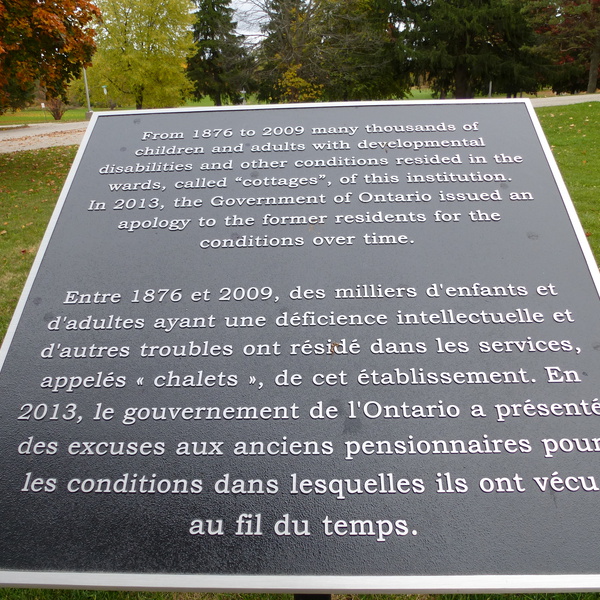 From 1876 to 2009 many thousands of
children and adults with developmental
disabilities and other conditions resided in the
wards, called “cottages”, of this institution.
In 2013, the Government of Ontario issued an
apology to the former residents for the
conditions over time.
Entre 1876 et 2009, des milliers d'enfants et
d'adultes ayant une déficience intellectuelle et
d'autres troubles ont résidé dans les services,
appelés « chalets », de cet établissement. En
2013, le gouvernement de l'Ontario a présenté
des excuses aux anciens pensionnaires pour
les conditions dans lesquelles ils ont vécu
au fil du temps.